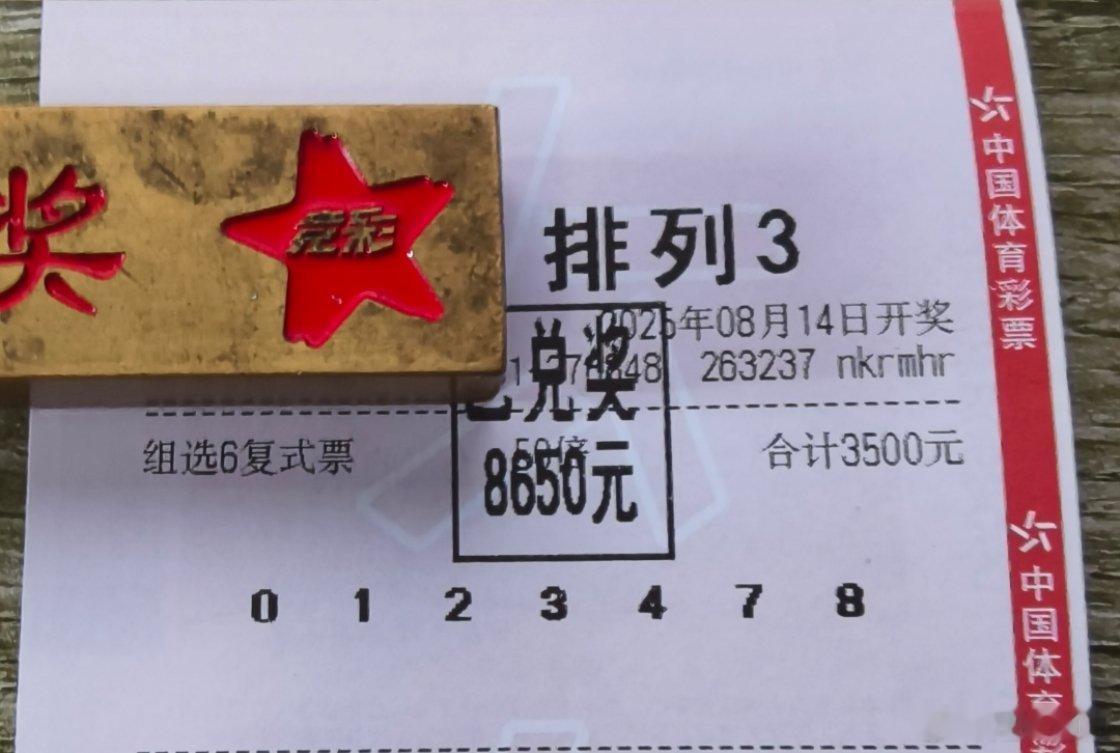 奖 竞彩
排列3
2025年08月14日开奖
263237 nkrmhr
已兑奖
组选6复式票 50倍 合计3500元
8650元
0 1 2 3 4 7 8
中国体育彩票
中国体育